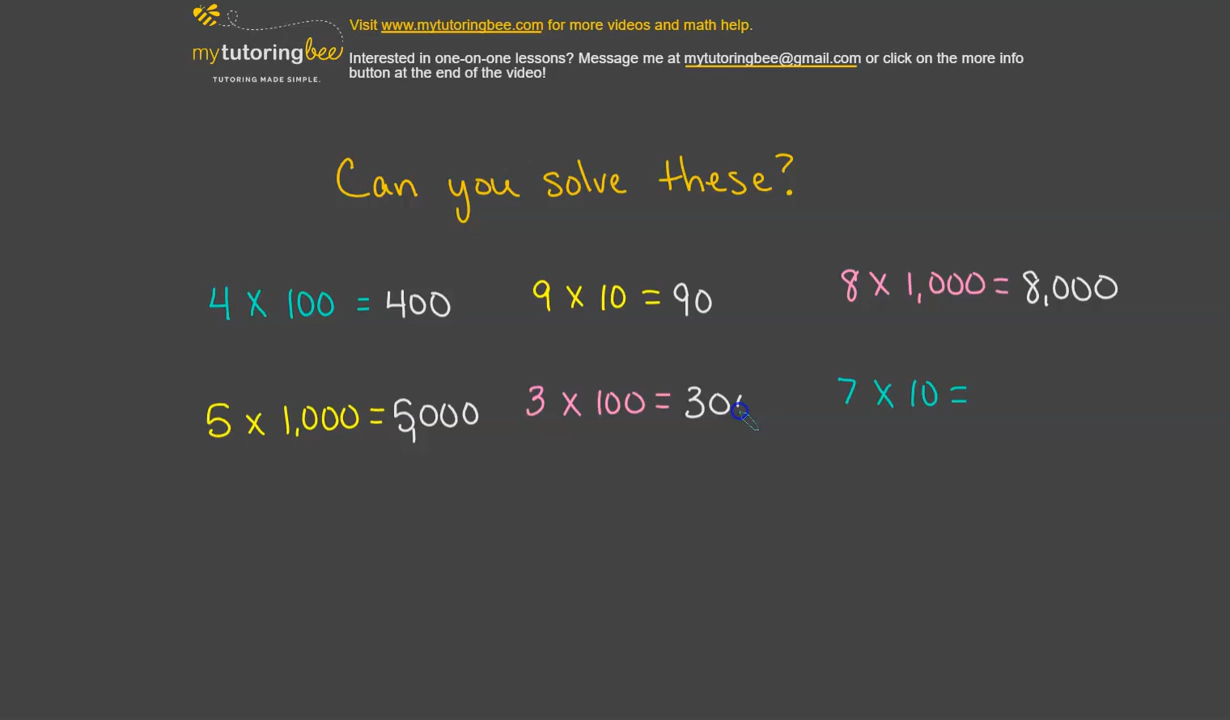 Visit www.mytutoringbee.com for more videos and math help.
mytutoringbee
TUTORING MADE SIMPLE.
Interested in one-on-one lessons? Message me at mytutoringbee@gmail.com or click on the more info
button at the end of the video!
Can you solve these?
4 X 100 = 400
9 X 10 = 90
8 X 1,000 = 8,000
5 X 1,000 = 5,000
3 X 100 = 30
7 X 10 =